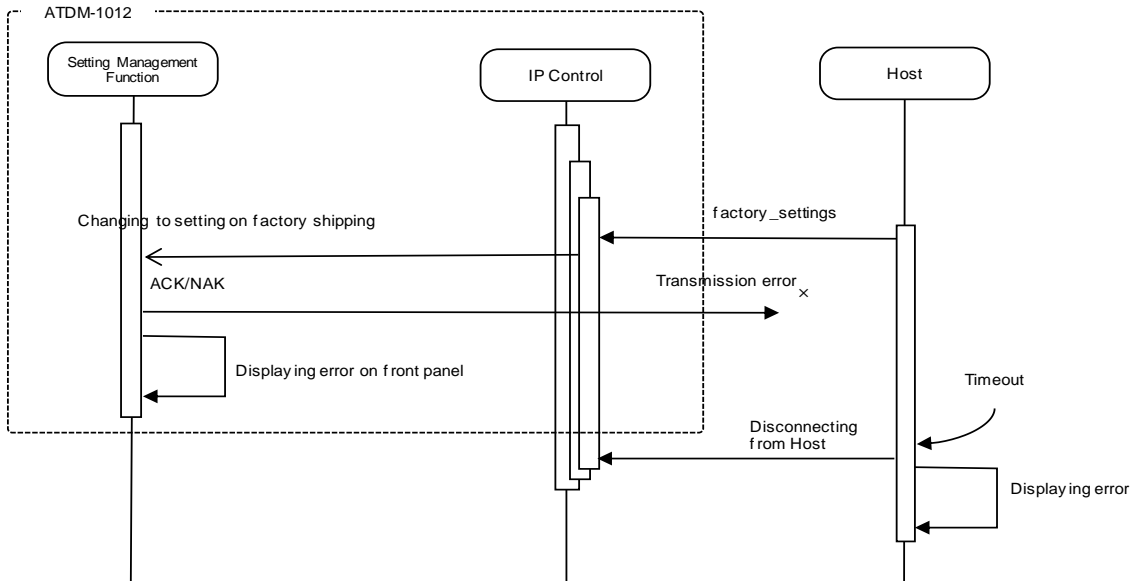 ATDM-1012
Setting Management
Function
IP Control
Host
Changing to setting on factory shipping
factory_settings
ACK/NAK
Transmission error
×
Displaying error on front panel
Timeout
Disconnecting
from Host
Displaying error